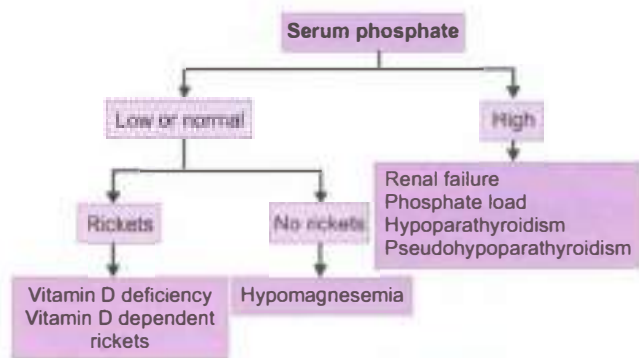 Serum phosphate
Low or normal
High
Rickets
No rickets
Renal failure
Phosphate load
Hypoparathyroidism
Pseudohypoparathyroidism
Vitamin D deficiency
Vitamin D dependent
rickets
Hypomagnesemia